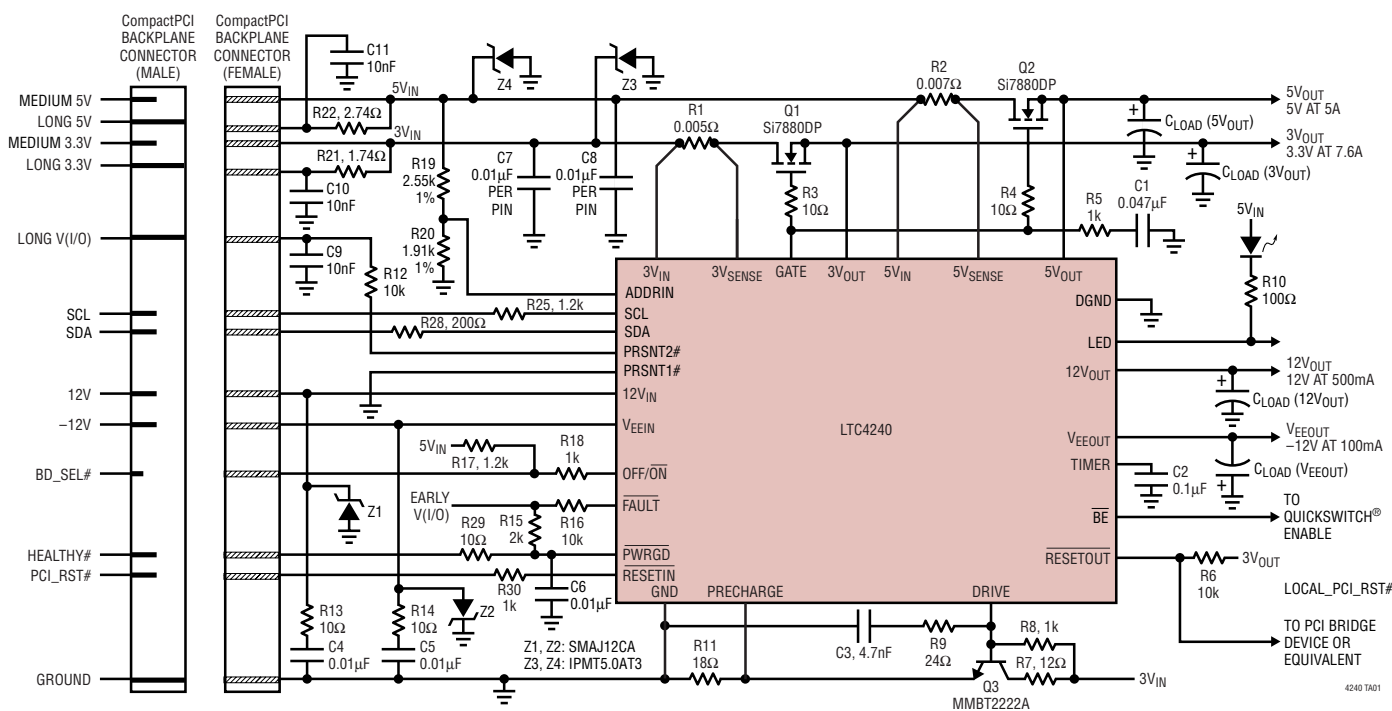 CompactPCI
BACKPLANE
CONNECTOR
(MALE)
CompactPCI
BACKPLANE
CONNECTOR
(FEMALE)
MEDIUM 5V
LONG 5V
MEDIUM 3.3V
LONG 3.3V
LONG V(I/O)
SCL
SDA
12V
–12V
BD_SEL#
HEALTHY#
PCI_RST#
GROUND
C11
10nF
5VIN
R22, 2.74Ω
3VIN
R21, 1.74Ω
C10
10nF
C9
10nF
R12
10k
R19
2.55k
1%
R20
1.91k
1%
Z4
Z3
C7
0.01µF
PER
PIN
C8
0.01µF
PER
PIN
R1
0.005Ω
Q1
Si7880DP
R3
10Ω
R2
0.007Ω
Q2
Si7880DP
R4
10Ω
R5
1k
C1
0.047µF
5VOUT
5V AT 5A
CLOAD (5VOUT)
3VOUT
3.3V AT 7.6A
CLOAD (3VOUT)
5VIN
R10
100Ω
R25, 1.2k
R28, 200Ω
5VIN
R17, 1.2k
R18
1k
EARLY
V(I/O)
R29
10Ω
R15
2k
R16
10k
R30
1k
C6
0.01µF
Z1
Z2
R13
10Ω
C4
0.01µF
R14
10Ω
C5
0.01µF
Z1, Z2: SMAJ12CA
Z3, Z4: IPMT5.0AT3
3VIN
3VSENSE
GATE
3VOUT
5VIN
5VSENSE
5VOUT
ADDRIN
SCL
SDA
PRSNT2#
PRSNT1#
12VIN
VEEIN
OFF/ON
FAULT
PWRGD
RESETIN
GND
PRECHARGE
DRIVE
LTC4240
DGND
LED
12VOUT
VEEOUT
TIMER
BE
RESETOUT
12VOUT
12V AT 500mA
CLOAD (12VOUT)
VEEOUT
–12V AT 100mA
CLOAD (VEEOUT)
C2
0.1µF
TO
QUICKSWITCH®
ENABLE
R6
10k
3VOUT
LOCAL_PCI_RST#
TO PCI BRIDGE
DEVICE OR
EQUIVALENT
R11
18Ω
C3, 4.7nF
R9
24Ω
R8, 1k
R7, 12Ω
Q3
MMBT2222A
3VIN
4240 TA01